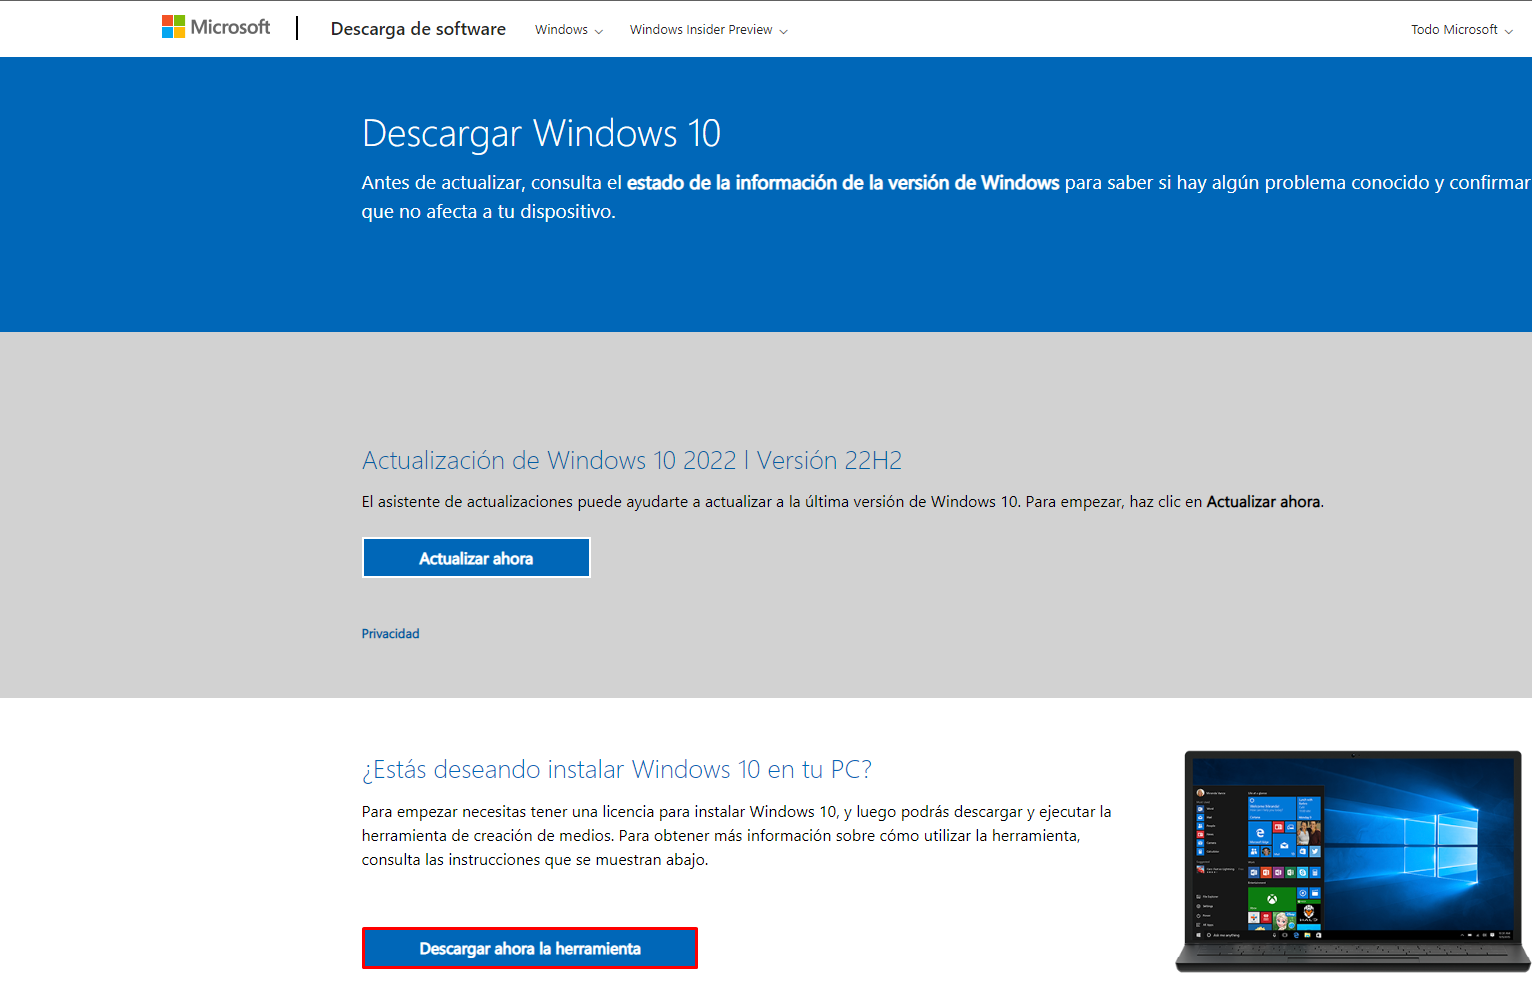 Microsoft
Descarga de software
Windows
Windows Insider Preview
Todo Microsoft
Descargar Windows 10
Antes de actualizar, consulta el estado de la información de la versión de Windows para saber si hay algún problema conocido y confirmar
que no afecta a tu dispositivo.
Actualización de Windows 10 2022 | Versión 22H2
El asistente de actualizaciones puede ayudarte a actualizar a la última versión de Windows 10. Para empezar, haz clic en Actualizar ahora.
Actualizar ahora
Privacidad
¿Estás deseando instalar Windows 10 en tu PC?
Para empezar necesitas tener una licencia para instalar Windows 10, y luego podrás descargar y ejecutar la
herramienta de creación de medios. Para obtener más información sobre cómo utilizar la herramienta,
consulta las instrucciones que se muestran abajo.
Descargar ahora la herramienta